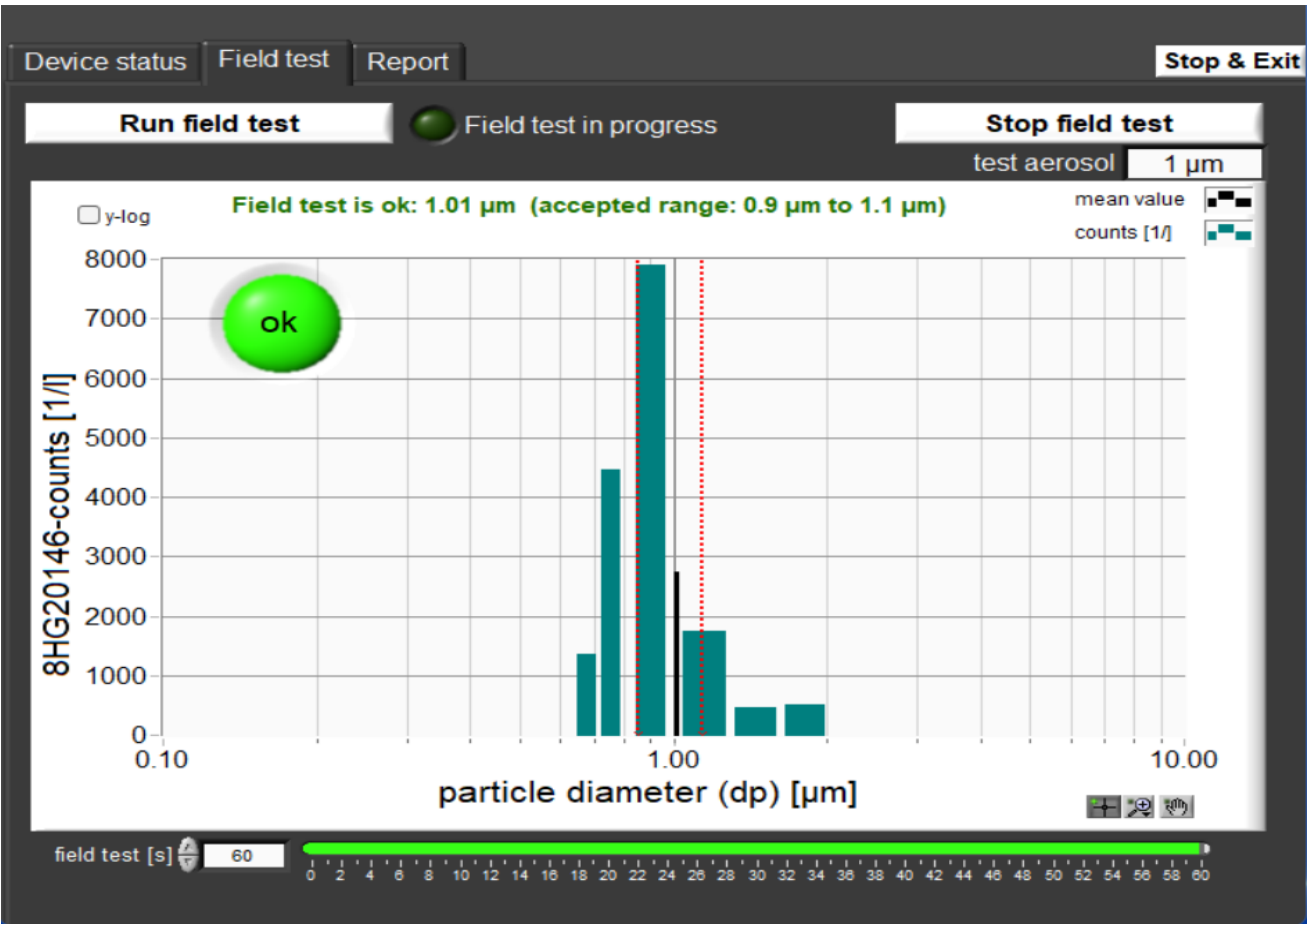 Device status
Field test
Report
Stop & Exit
Run field test
Field test in progress
Stop field test
test aerosol 1 µm
Field test is ok: 1.01 µm (accepted range: 0.9 µm to 1.1 µm)
mean value
y-log
counts [1/l]
8000
7000
6000
5000
4000
3000
2000
1000
0
ok
8HG20146-counts [1/l]
0.10 1.00 10.00
particle diameter (dp) [µm]
field test [s] 60
0 2 4 6 8 10 12 14 16 18 20 22 24 26 28 30 32 34 36 38 40 42 44 46 48 50 52 54 56 58 60